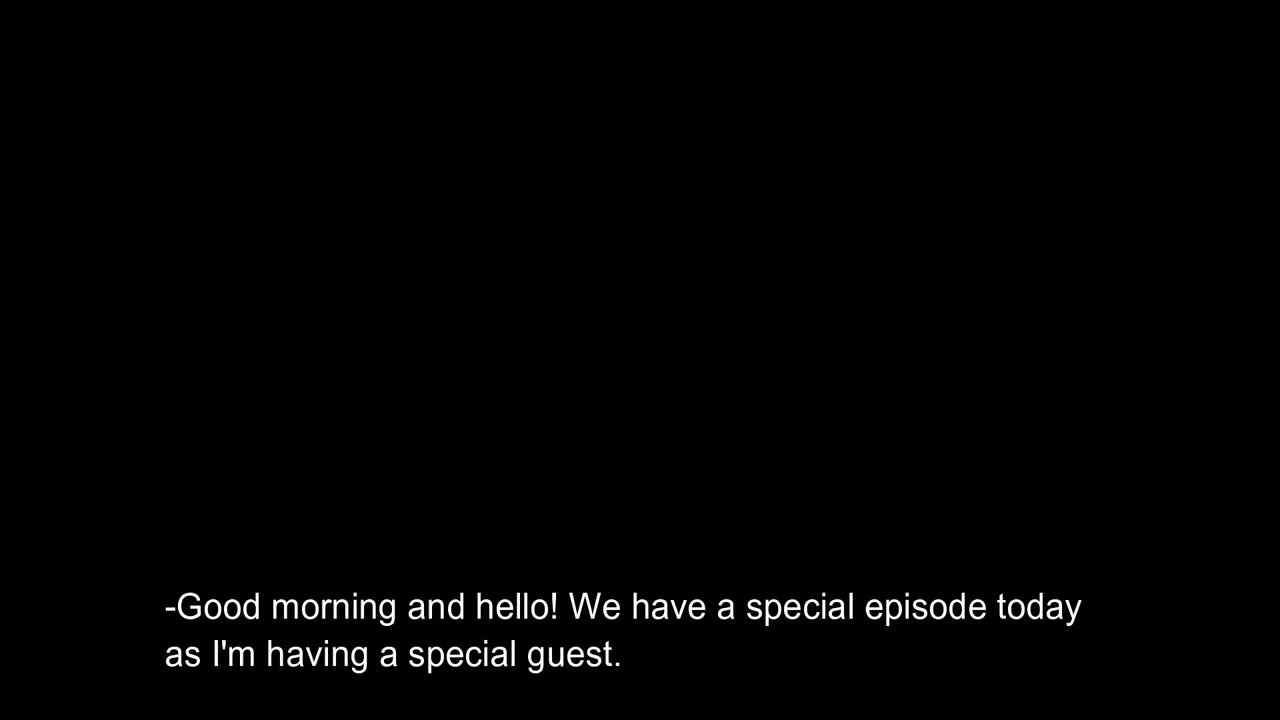 -Good morning and hello! We have a special episode today
as I'm having a special guest.